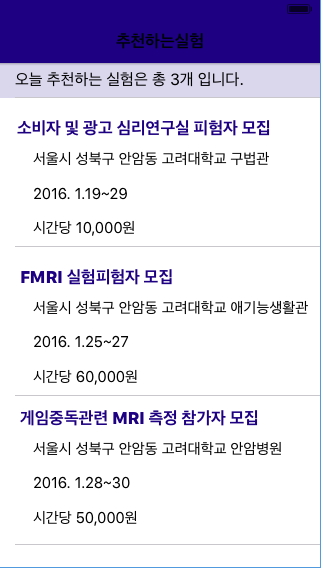 추천하는실험
오늘 추천하는 실험은 총 3개 입니다.
소비자 및 광고 심리연구실 피험자 모집
서울시 성북구 안암동 고려대학교 구법관
2016. 1.19~29
시간당 10,000원
FMRI 실험피험자 모집
서울시 성북구 안암동 고려대학교 애기능생활관
2016. 1.25~27
시간당 60,000원
게임중독관련 MRI 측정 참가자 모집
서울시 성북구 안암동 고려대학교 안암병원
2016. 1.28~30
시간당 50,000원